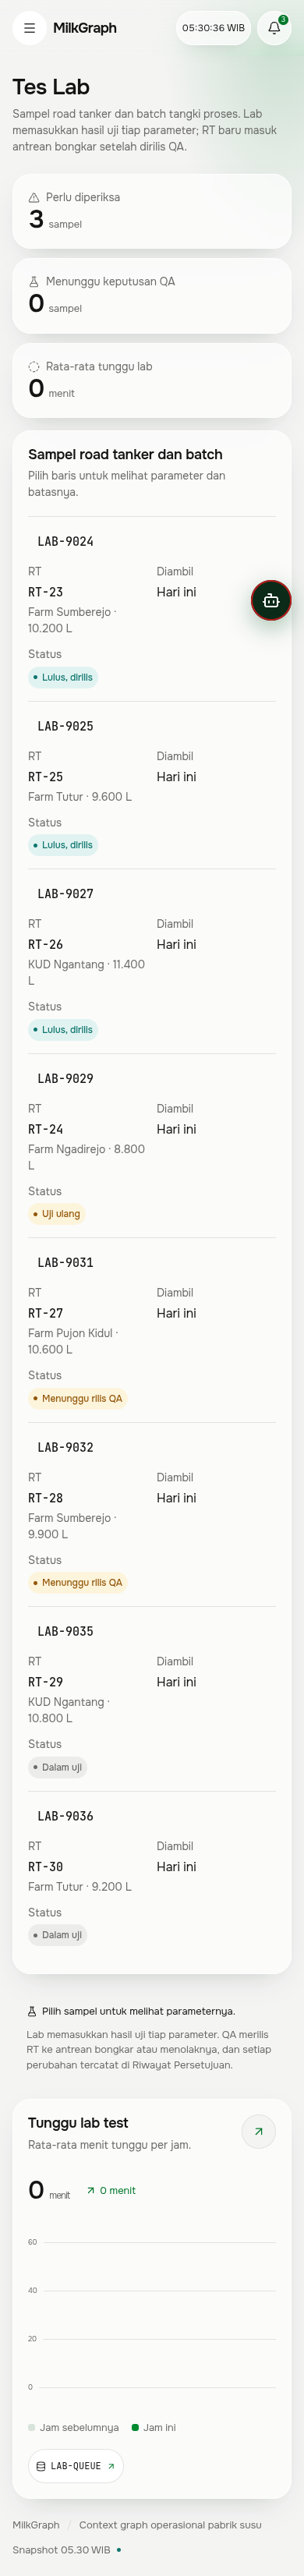 MilkGraph
05:30:36 WIB
3
Tes Lab
Sampel road tanker dan batch tangki proses. Lab
memasukkan hasil uji tiap parameter; RT baru masuk
antrean bongkar setelah dirilis QA.
Perlu diperiksa
3 sampel
Menunggu keputusan QA
0 sampel
Rata-rata tunggu lab
0 menit
Sampel road tanker dan batch
Pilih baris untuk melihat parameter dan
batasnya.
LAB-9024
RT
Diambil
RT-23
Hari ini
Farm Sumberejo ·
10.200 L
Status
Lulus, dirilis
LAB-9025
RT
Diambil
RT-25
Hari ini
Farm Tutur · 9.600 L
Status
Lulus, dirilis
LAB-9027
RT
Diambil
RT-26
Hari ini
KUD Ngantang · 11.400
L
Status
Lulus, dirilis
LAB-9029
RT
Diambil
RT-24
Hari ini
Farm Ngadirejo · 8.800
L
Status
Uji ulang
LAB-9031
RT
Diambil
RT-27
Hari ini
Farm Pujon Kidul ·
10.600 L
Status
Menunggu rilis QA
LAB-9032
RT
Diambil
RT-28
Hari ini
Farm Sumberejo ·
9.900 L
Status
Menunggu rilis QA
LAB-9035
RT
Diambil
RT-29
Hari ini
KUD Ngantang ·
10.800 L
Status
Dalam uji
LAB-9036
RT
Diambil
RT-30
Hari ini
Farm Tutur · 9.200 L
Status
Dalam uji
Pilih sampel untuk melihat parameternya.
Lab memasukkan hasil uji tiap parameter. QA merilis
RT ke antrean bongkar atau menolaknya, dan setiap
perubahan tercatat di Riwayat Persetujuan.
Tunggu lab test
Rata-rata menit tunggu per jam.
0 menit
0 menit
60
40
20
0
Jam sebelumnya
Jam ini
LAB-QUEUE
MilkGraph / Context graph operasional pabrik susu
Snapshot 05.30 WIB